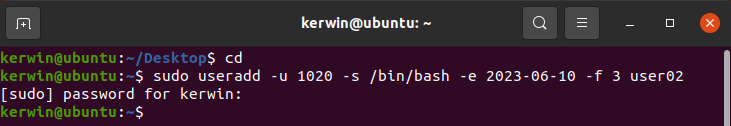 kerwin@ubuntu: ~
kerwin@ubuntu:~/Desktop$ cd
kerwin@ubuntu:~$ sudo useradd -u 1020 -s /bin/bash -e 2023-06-10 -f 3 user02
[sudo] password for kerwin:
kerwin@ubuntu:~$